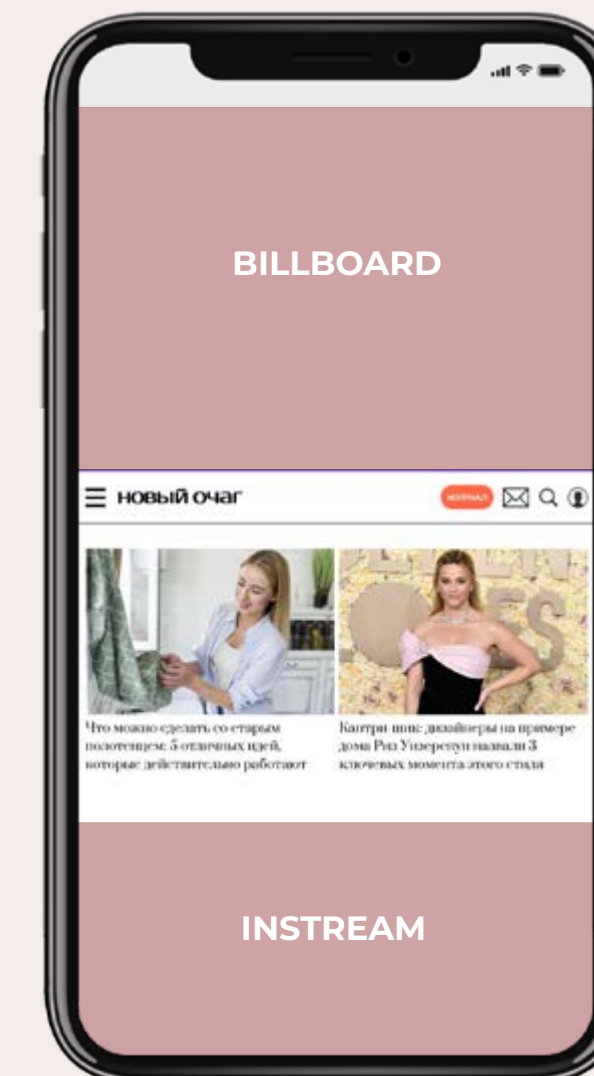 BILLBOARD
новый очаг
ЖУРНАЛ
Что можно сделать со старым
полотенцем: 5 отличных идей,
которые действительно работают
Кантри-шик: дизайнеры на примере
дома Риз Уизерспун назвали 3
ключевых момента этого стиля
INSTREAM